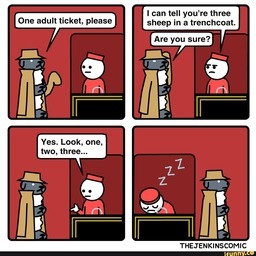 One adult ticket, please
I can tell you're three
sheep in a trenchcoat.
Are you sure?
Yes. Look, one,
two, three...
z z z
THEJENKINSCOMIC
ifunny.co